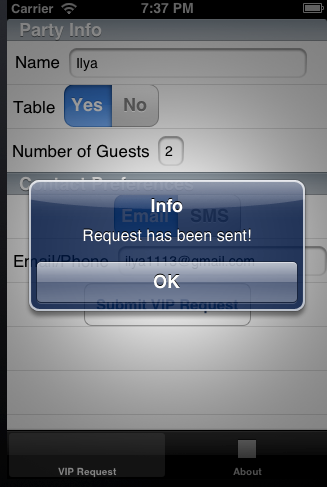 Carrier 7:37 PM
Party Info
Name Ilya
Table Yes No
Number of Guests 2
Contact Preferences
Email SMS
Info
Request has been sent!
Email/Phone ilya1113@gmail.com
OK
Submit VIP Request
VIP Request About